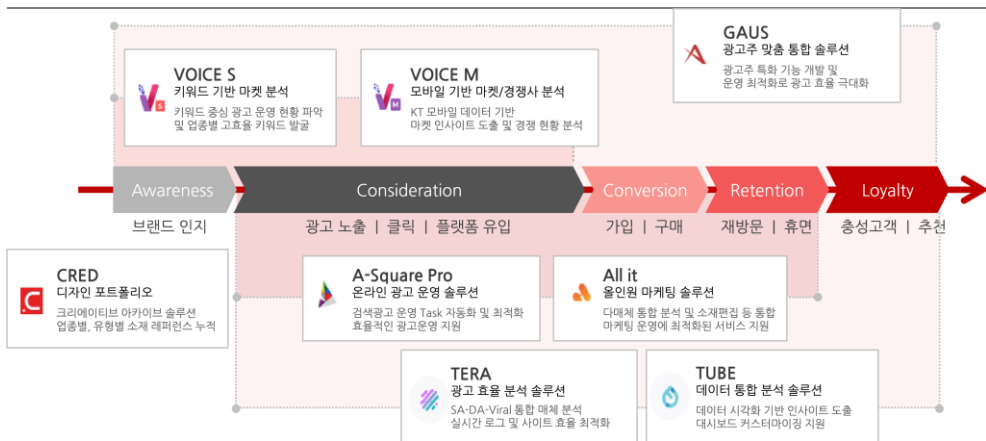 GAUS
광고주 맞춤 통합 솔루션
광고주 특화 기능 개발 및
운영 최적화로 광고 효율 극대화
VOICE S
키워드 기반 마켓 분석
키워드 중심 광고 운영 현황 파악
및 업종별 고효율 키워드 발굴
S
VOICE M
모바일 기반 마켓/경쟁사 분석
KT 모바일 데이터 기반
마켓 인사이트 도출 및 경쟁 현황 분석
M
Awareness
Consideration
Conversion
Retention
Loyalty
브랜드 인지
광고 노출 | 클릭 | 플랫폼 유입
가입 | 구매
재방문 | 휴면
충성고객 | 추천
CRED
디자인 포트폴리오
크리에이티브 아카이브 솔루션
업종별, 유형별 소재 레퍼런스 누적
A-Square Pro
온라인 광고 운영 솔루션
검색광고 운영 Task 자동화 및 최적화
효율적인 광고운영 지원
All it
올인원 마케팅 솔루션
다매체 통합 분석 및 소재편집 등 통합
마케팅 운영에 최적화된 서비스 지원
TERA
광고 효율 분석 솔루션
SA-DA-Viral 통합 매체 분석
실시간 로그 및 사이트 효율 최적화
TUBE
데이터 통합 분석 솔루션
데이터 시각화 기반 인사이트 도출
대시보드 커스터마이징 지원